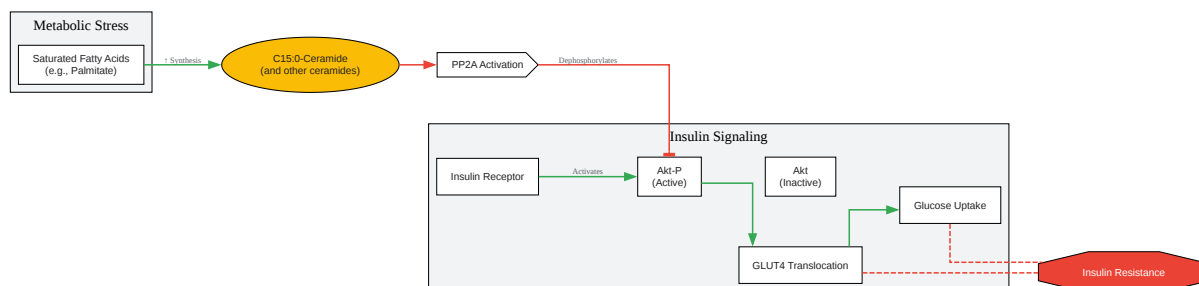 Metabolic Stress
Saturated Fatty Acids
(e.g., Palmitate)
↑ Synthesis
C15:0-Ceramide
(and other ceramides)
PP2A Activation
Dephosphorylates
Insulin Signaling
Insulin Receptor
Activates
Akt-P
(Active)
Akt
(Inactive)
Glucose Uptake
GLUT4 Translocation
Insulin Resistance